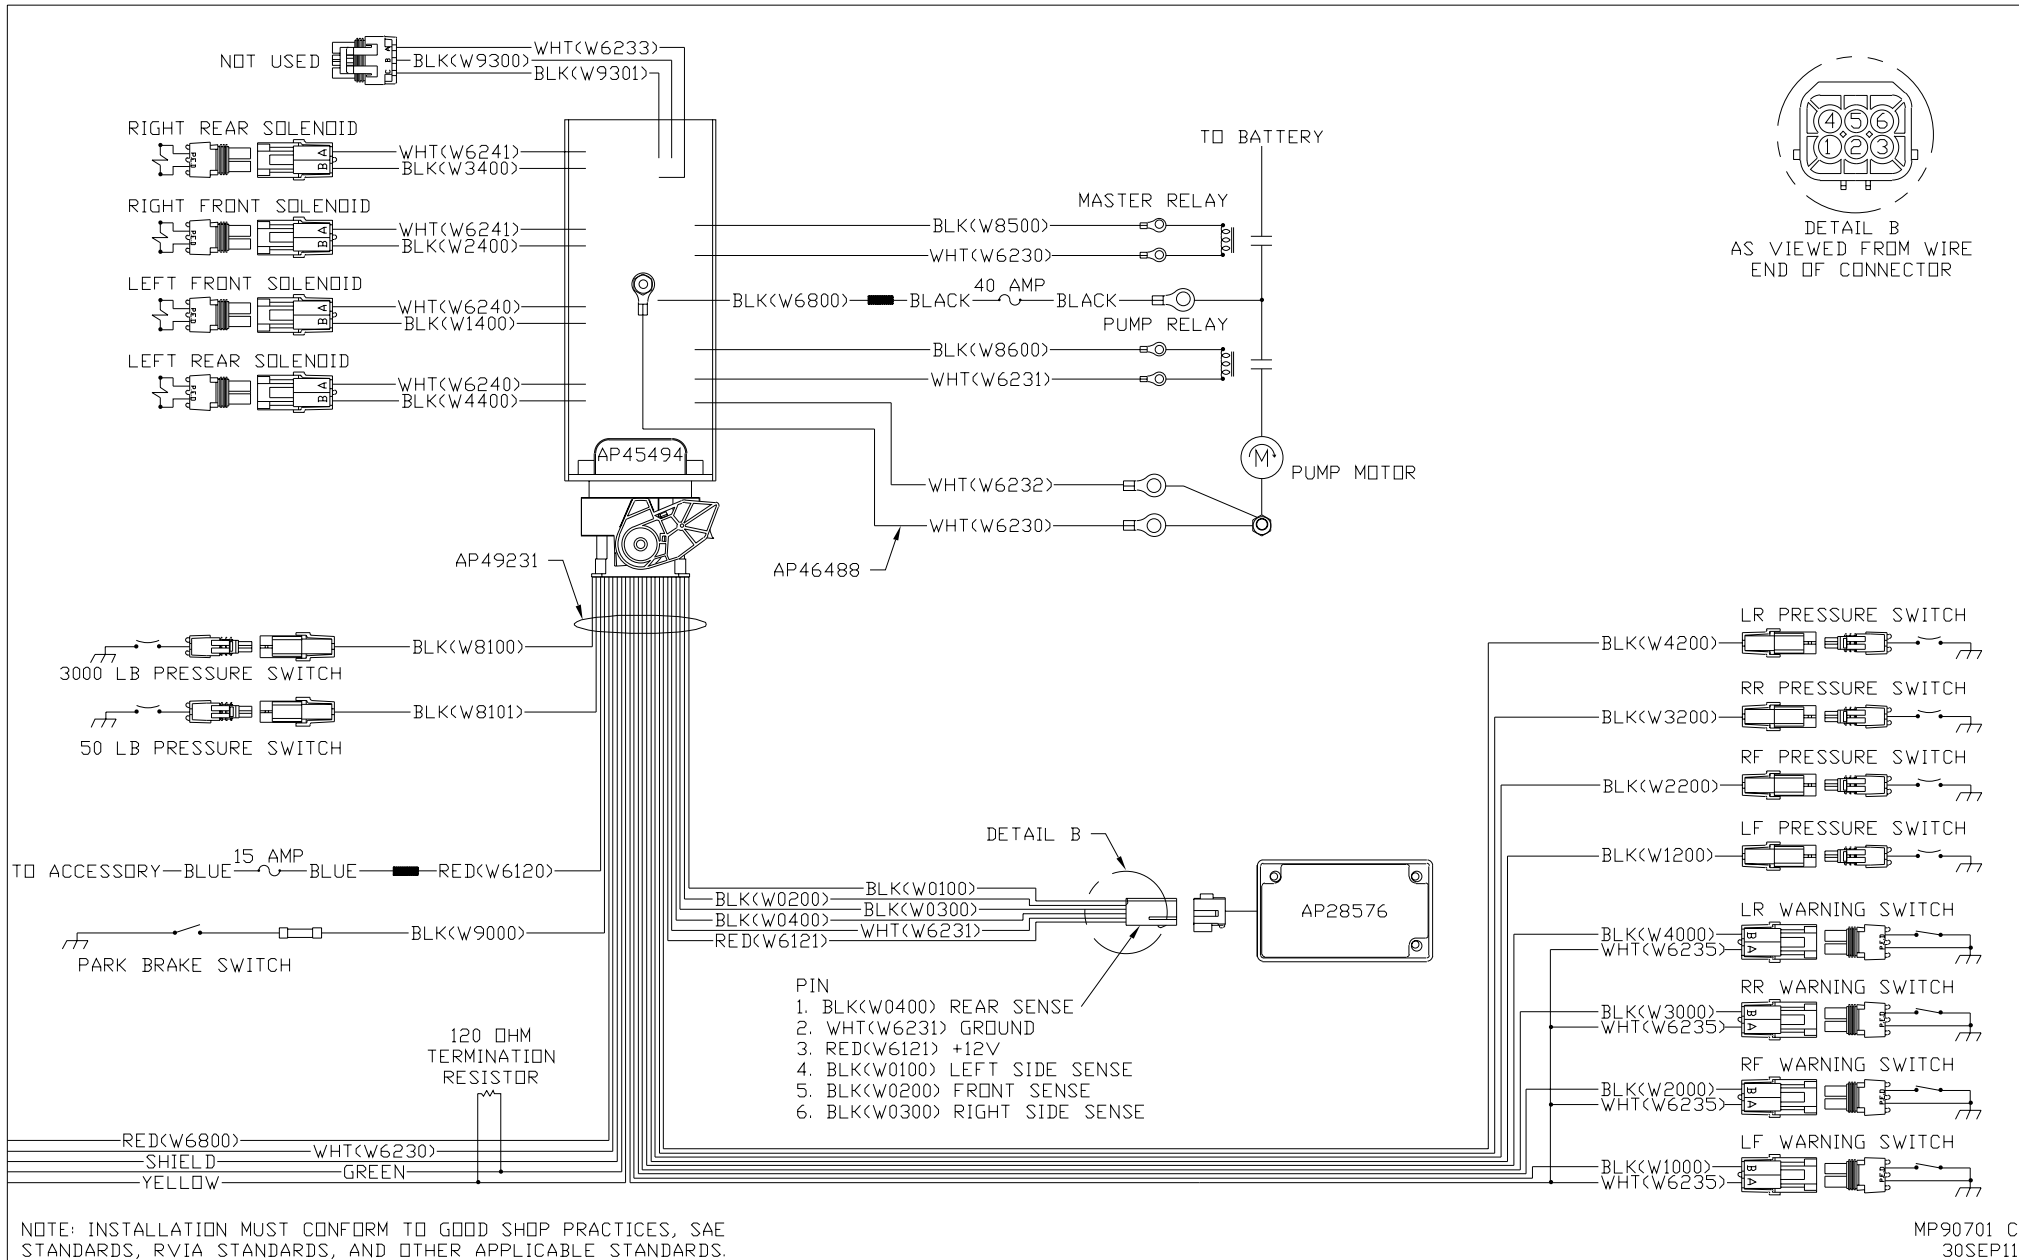 NOT USED
WHT(W6233)
BLK(W9300)
BLK(W9301)
A
B
C
RIGHT REAR SOLENOID
WHT(W6241)
BLK(W3400)
A
B
RIGHT FRONT SOLENOID
WHT(W6241)
BLK(W2400)
A
B
LEFT FRONT SOLENOID
WHT(W6240)
BLK(W1400)
A
B
LEFT REAR SOLENOID
WHT(W6240)
BLK(W4400)
A
B
AP45494
TO BATTERY
MASTER RELAY
BLK(W8500)
WHT(W6230)
40 AMP
BLK(W6800)
BLACK
BLACK
PUMP RELAY
BLK(W8600)
WHT(W6231)
M
PUMP MOTOR
WHT(W6232)
WHT(W6230)
AP46488
4 5 6
1 2 3
DETAIL B
AS VIEWED FROM WIRE
END OF CONNECTOR
AP49231
BLK(W8100)
3000 LB PRESSURE SWITCH
BLK(W8101)
50 LB PRESSURE SWITCH
TO ACCESSORY
BLUE
15 AMP
BLUE
RED(W6120)
BLK(W9000)
PARK BRAKE SWITCH
DETAIL B
BLK(W0100)
BLK(W0200)
BLK(W0300)
BLK(W0400)
WHT(W6231)
RED(W6121)
AP28576
PIN
1. BLK(W0400) REAR SENSE
2. WHT(W6231) GROUND
3. RED(W6121) +12V
4. BLK(W0100) LEFT SIDE SENSE
5. BLK(W0200) FRONT SENSE
6. BLK(W0300) RIGHT SIDE SENSE
LR PRESSURE SWITCH
BLK(W4200)
RR PRESSURE SWITCH
BLK(W3200)
RF PRESSURE SWITCH
BLK(W2200)
LF PRESSURE SWITCH
BLK(W1200)
LR WARNING SWITCH
BLK(W4000)
WHT(W6235)
B
A
RR WARNING SWITCH
BLK(W3000)
WHT(W6235)
B
A
RF WARNING SWITCH
BLK(W2000)
WHT(W6235)
B
A
LF WARNING SWITCH
BLK(W1000)
WHT(W6235)
B
A
120 OHM
TERMINATION
RESISTOR
RED(W6800)
WHT(W6230)
SHIELD
GREEN
YELLOW
NOTE: INSTALLATION MUST CONFORM TO GOOD SHOP PRACTICES, SAE
STANDARDS, RVIA STANDARDS, AND OTHER APPLICABLE STANDARDS.
MP90701 C
30SEP11